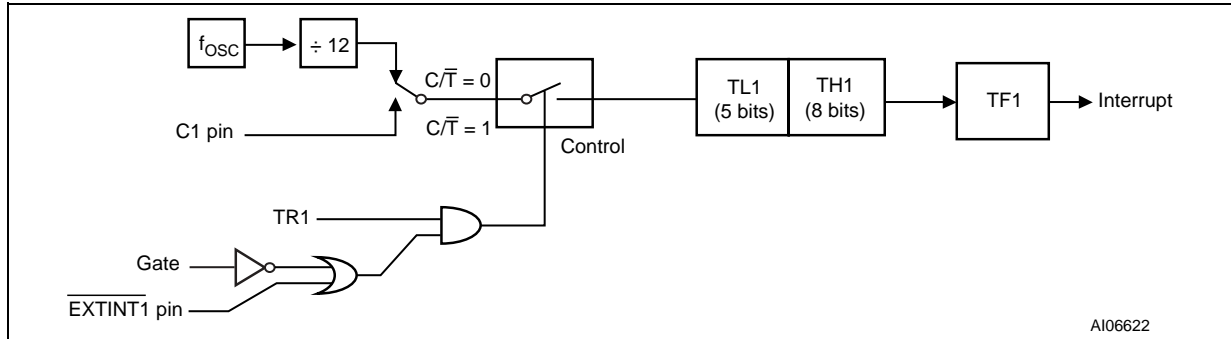 fOSC
÷ 12
C/T̅ = 0
C1 pin
C/T̅ = 1
Control
TL1
(5 bits)
TH1
(8 bits)
TF1
Interrupt
TR1
Gate
E̅X̅T̅I̅N̅T̅1̅ pin
AI06622